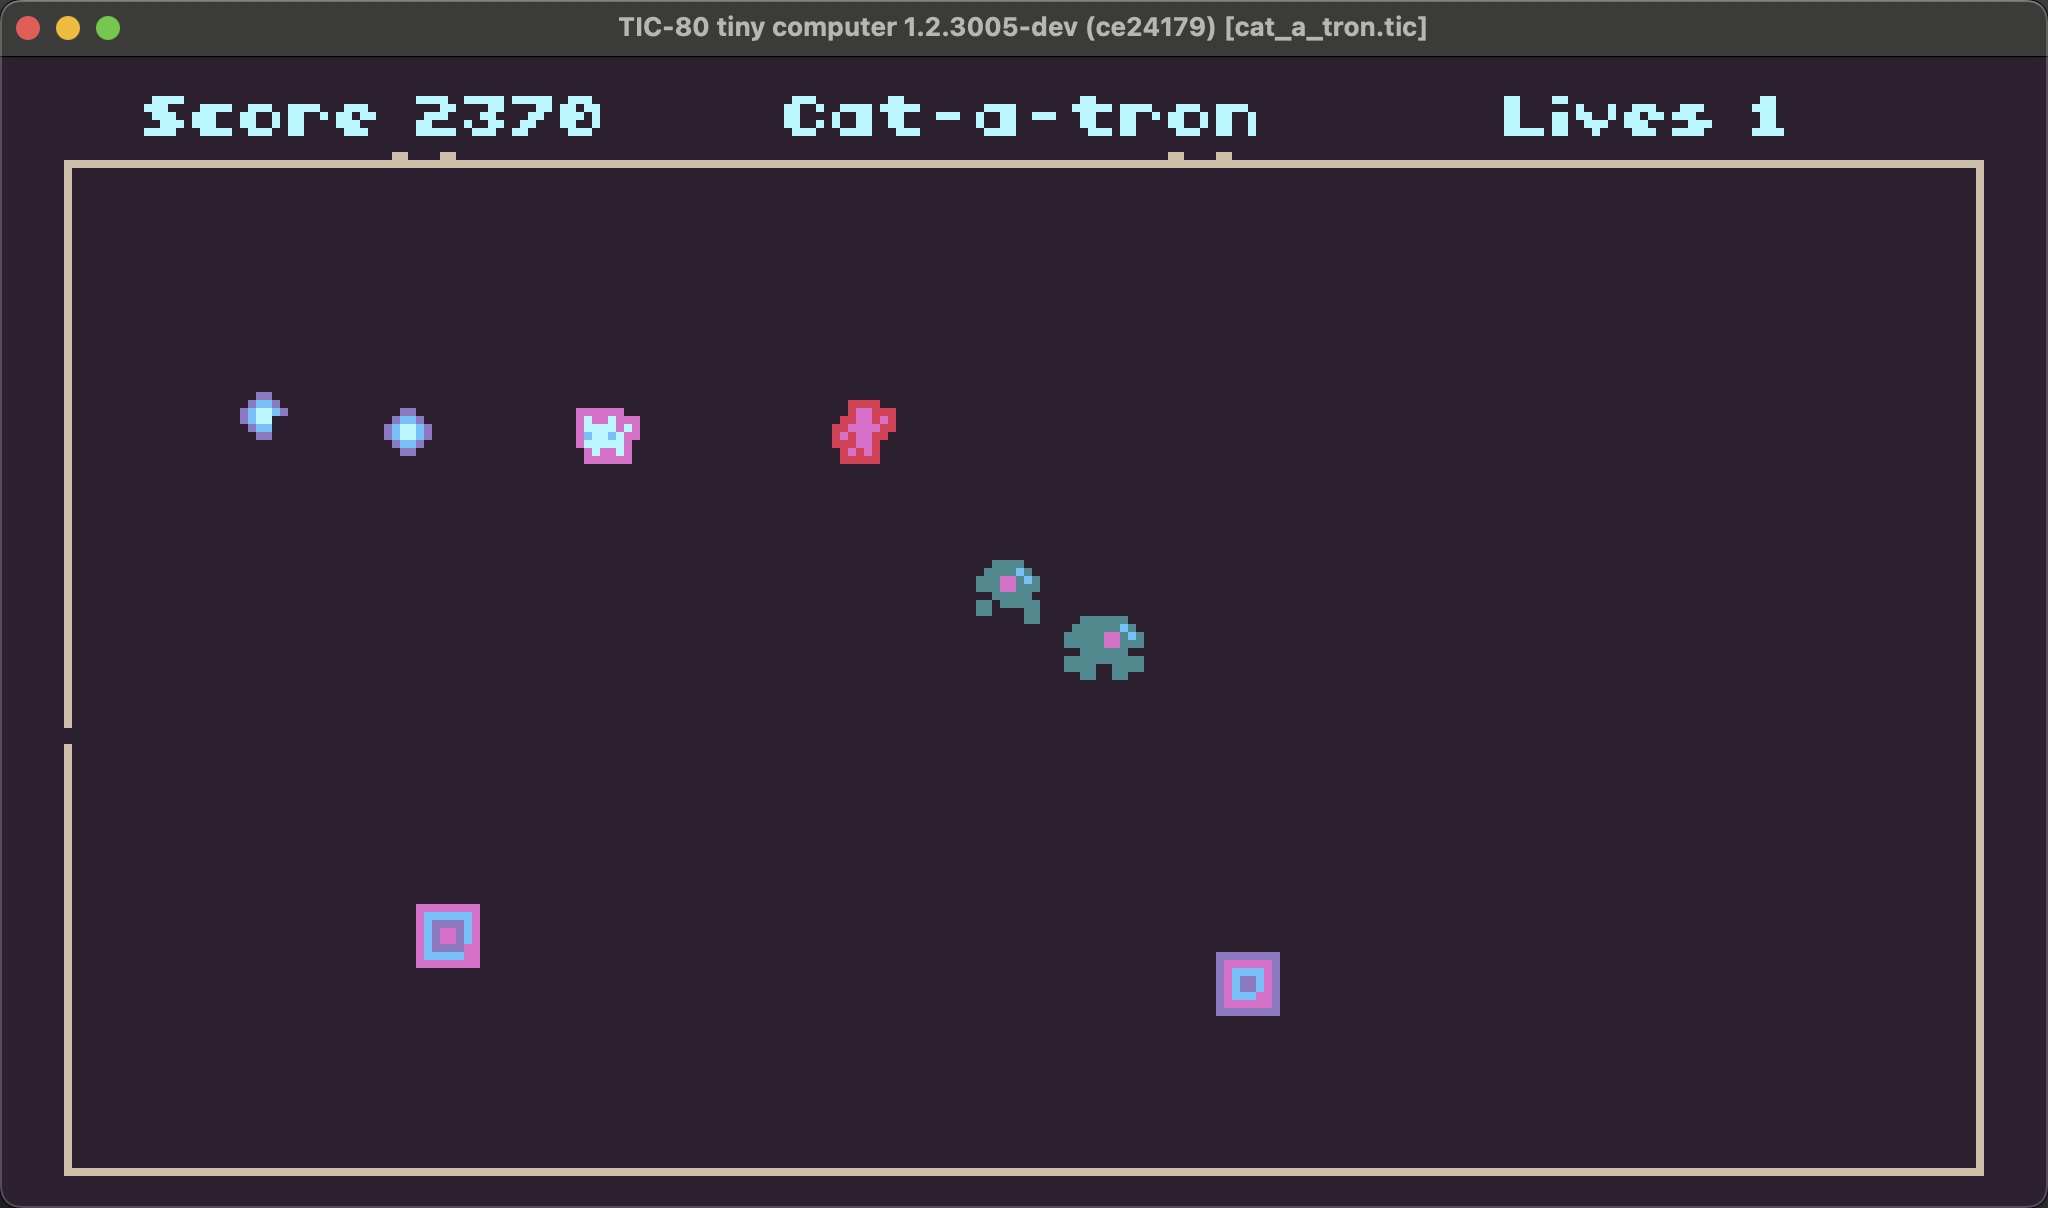 TIC-80 tiny computer 1.2.3005-dev (ce24179) [cat_a_tron.tic]
Score 2370 Cat-a-tron Lives 1